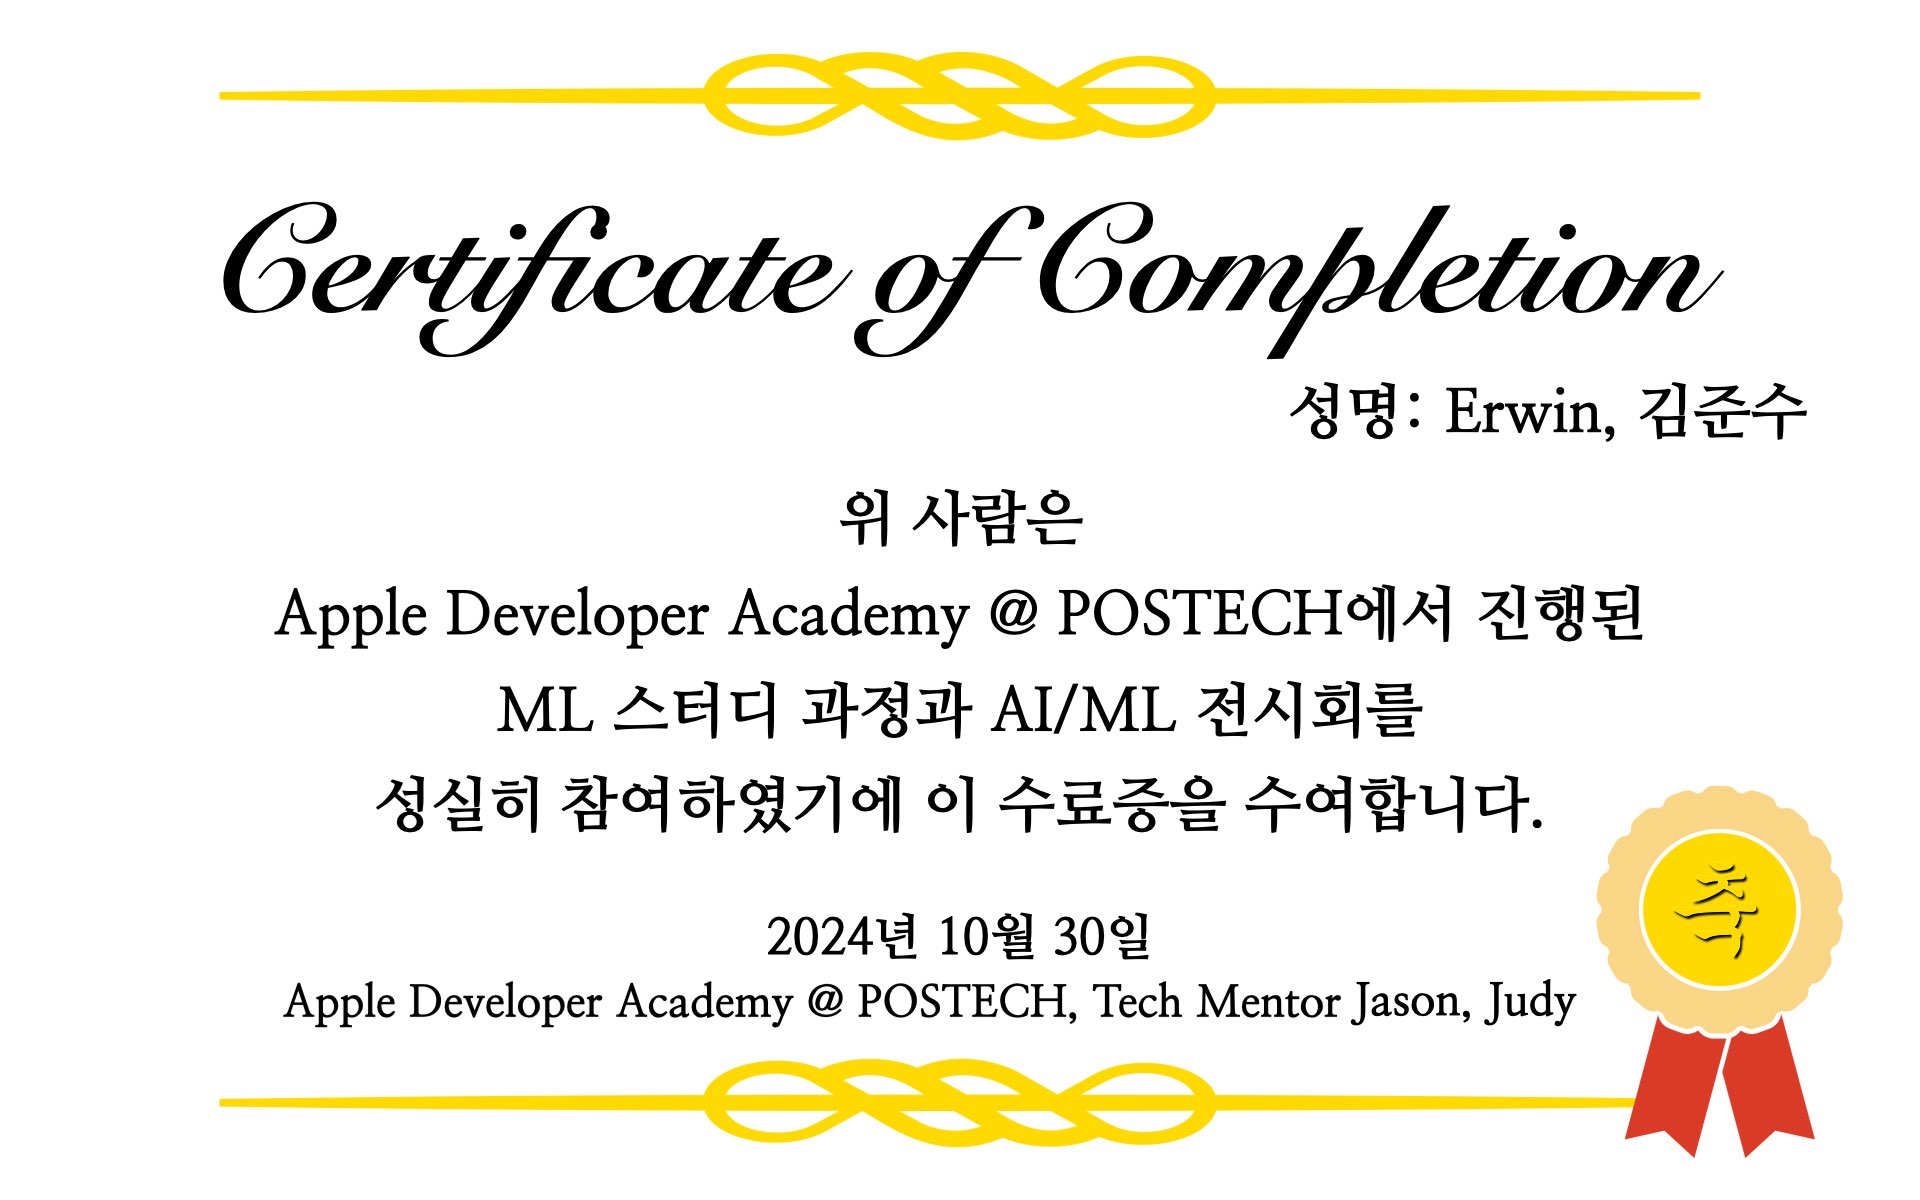 Certificate of Completion
성명: Erwin, 김준수
위 사람은
Apple Developer Academy @ POSTECH에서 진행된
ML 스터디 과정과 AI/ML 전시회를
성실히 참여하였기에 이 수료증을 수여합니다.
축
2024년 10월 30일
Apple Developer Academy @ POSTECH, Tech Mentor Jason, Judy